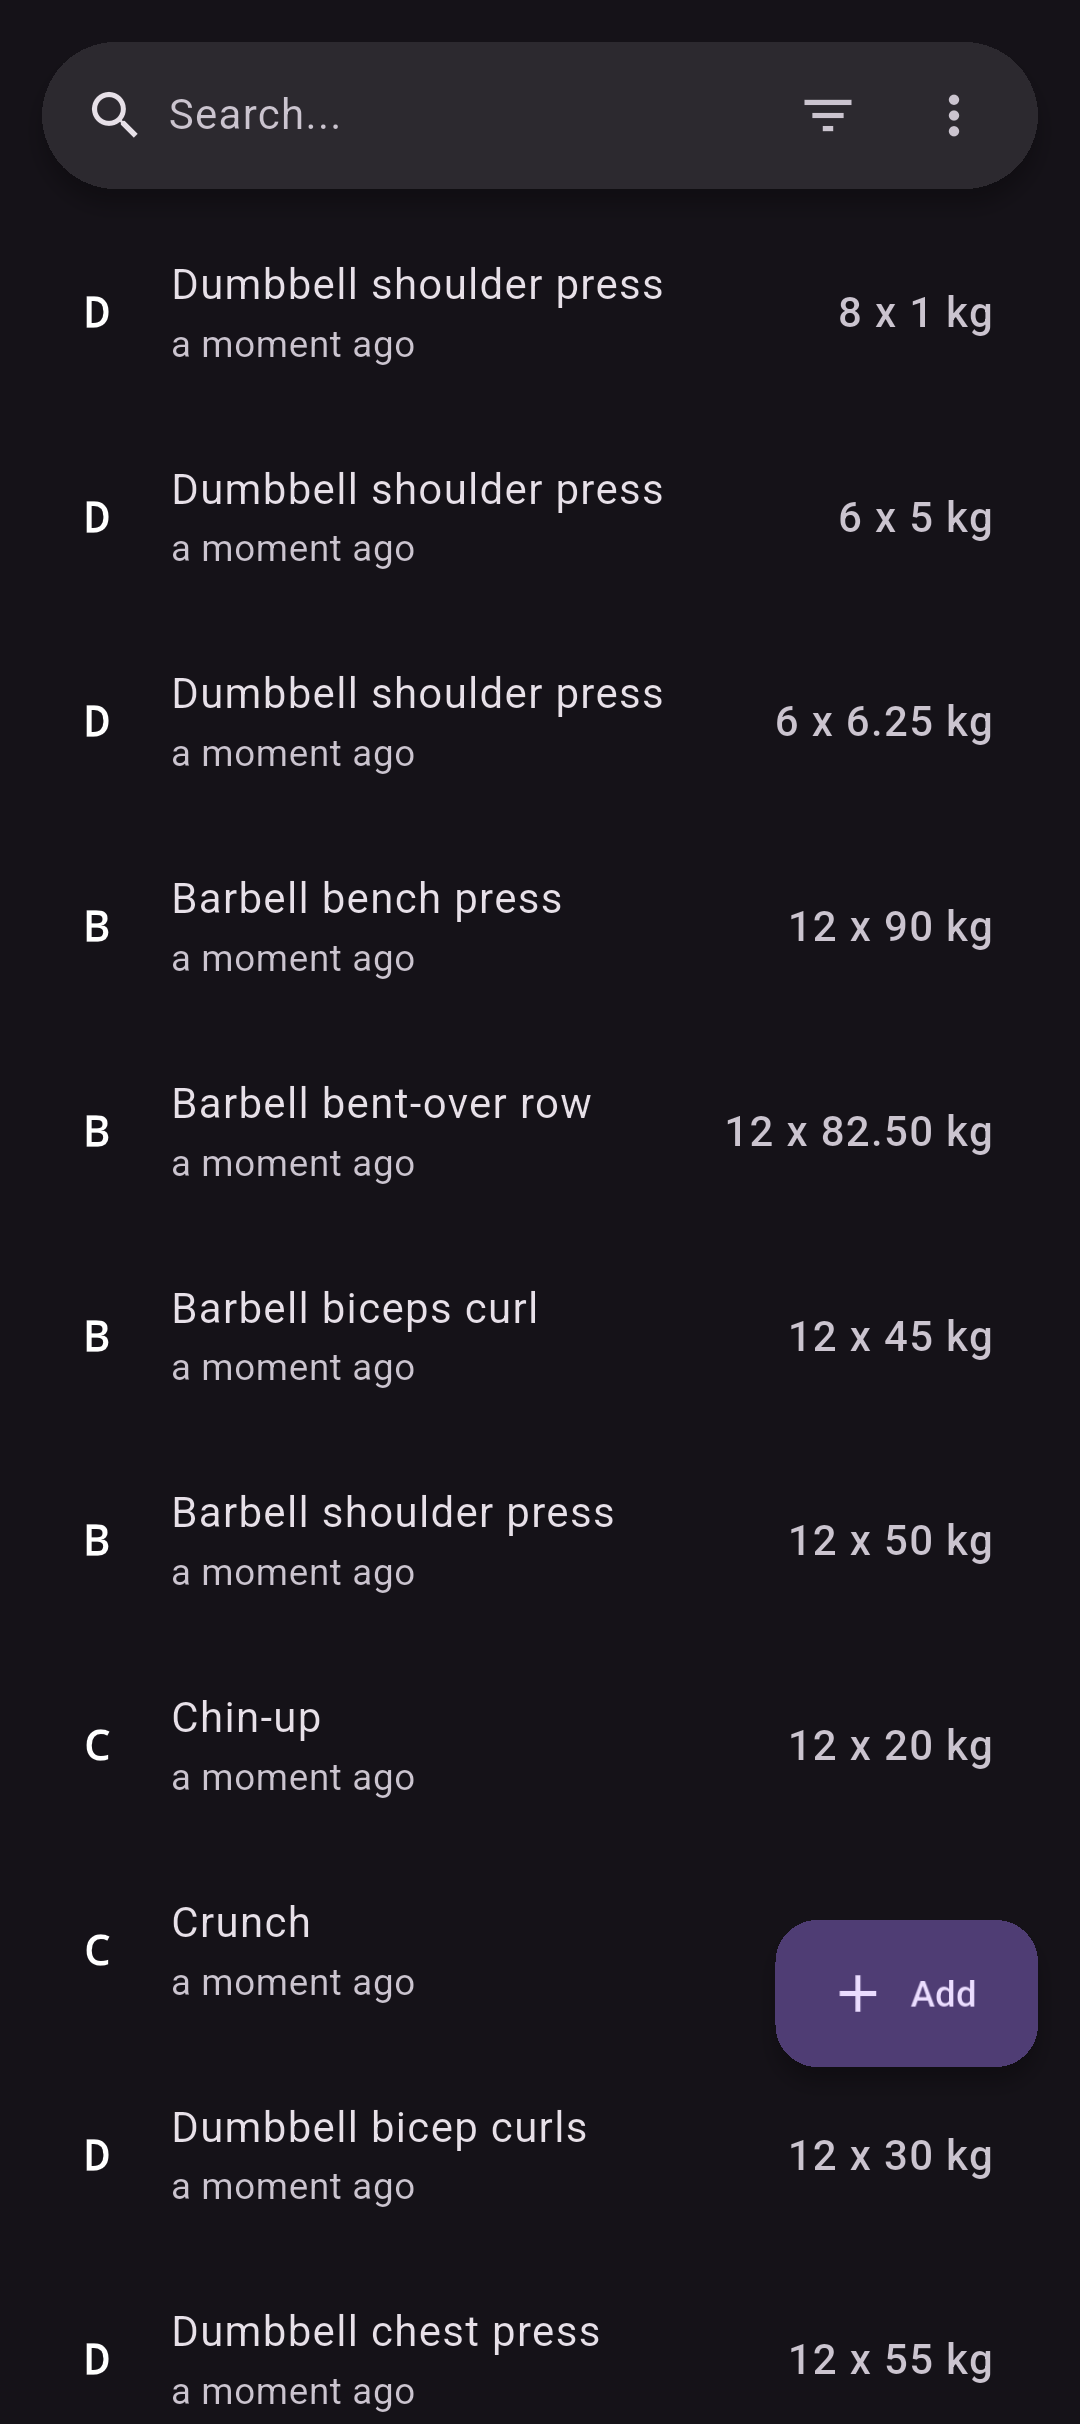 Search...
D
Dumbbell shoulder press
a moment ago
8 x 1 kg
D
Dumbbell shoulder press
a moment ago
6 x 5 kg
D
Dumbbell shoulder press
a moment ago
6 x 6.25 kg
B
Barbell bench press
a moment ago
12 x 90 kg
B
Barbell bent-over row
a moment ago
12 x 82.50 kg
B
Barbell biceps curl
a moment ago
12 x 45 kg
B
Barbell shoulder press
a moment ago
12 x 50 kg
C
Chin-up
a moment ago
12 x 20 kg
C
Crunch
a moment ago
Add
D
Dumbbell bicep curls
a moment ago
12 x 30 kg
D
Dumbbell chest press
a moment ago
12 x 55 kg